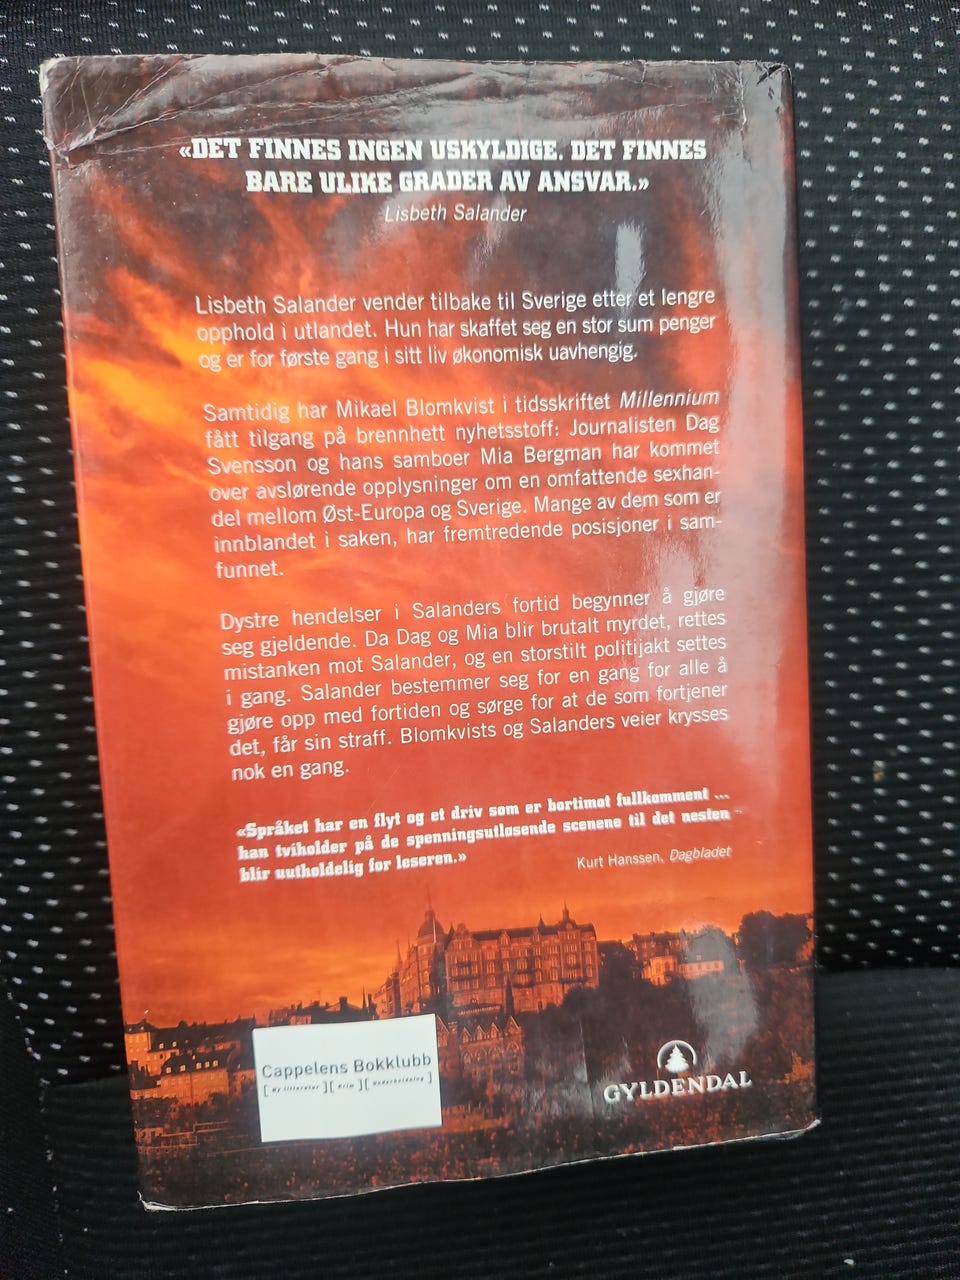 «DET FINNES INGEN USKYLDIGE. DET FINNES
BARE ULIKE GRADER AV ANSVAR.»
Lisbeth Salander
Lisbeth Salander vender tilbake til Sverige etter et lengre
opphold i utlandet. Hun har skaffet seg en stor sum penger
og er for første gang i sitt liv økonomisk uavhengig.
Samtidig har Mikael Blomkvist i tidsskriftet Millennium
fått tilgang på brennhett nyhetsstoff: Journalisten Dag
Svensson og hans samboer Mia Bergman har kommet
over avslørende opplysninger om en omfattende sexhan-
del mellom Øst-Europa og Sverige. Mange av dem som er
innblandet i saken, har fremtredende posisjoner i sam-
funnet.
Dystre hendelser i Salanders fortid begynner å gjøre
seg gjeldende. Da Dag og Mia blir brutalt myrdet, rettes
mistanken mot Salander, og en storstilt politijakt settes
i gang. Salander bestemmer seg for en gang for alle å
gjøre opp med fortiden og sørge for at de som fortjener
det, får sin straff. Blomkvists og Salanders veier krysses
nok en gang.
«Språket har en flyt og et driv som er bortimot fullkomment ...
han tviholder på de spenningsutløsende scenene til det nesten
blir uutholdelig for leseren.»
Kurt Hanssen, Dagbladet
Cappelens Bokklubb
[ Ny litteratur ][ Krim ][ Underholdning ]
GYLDENDAL